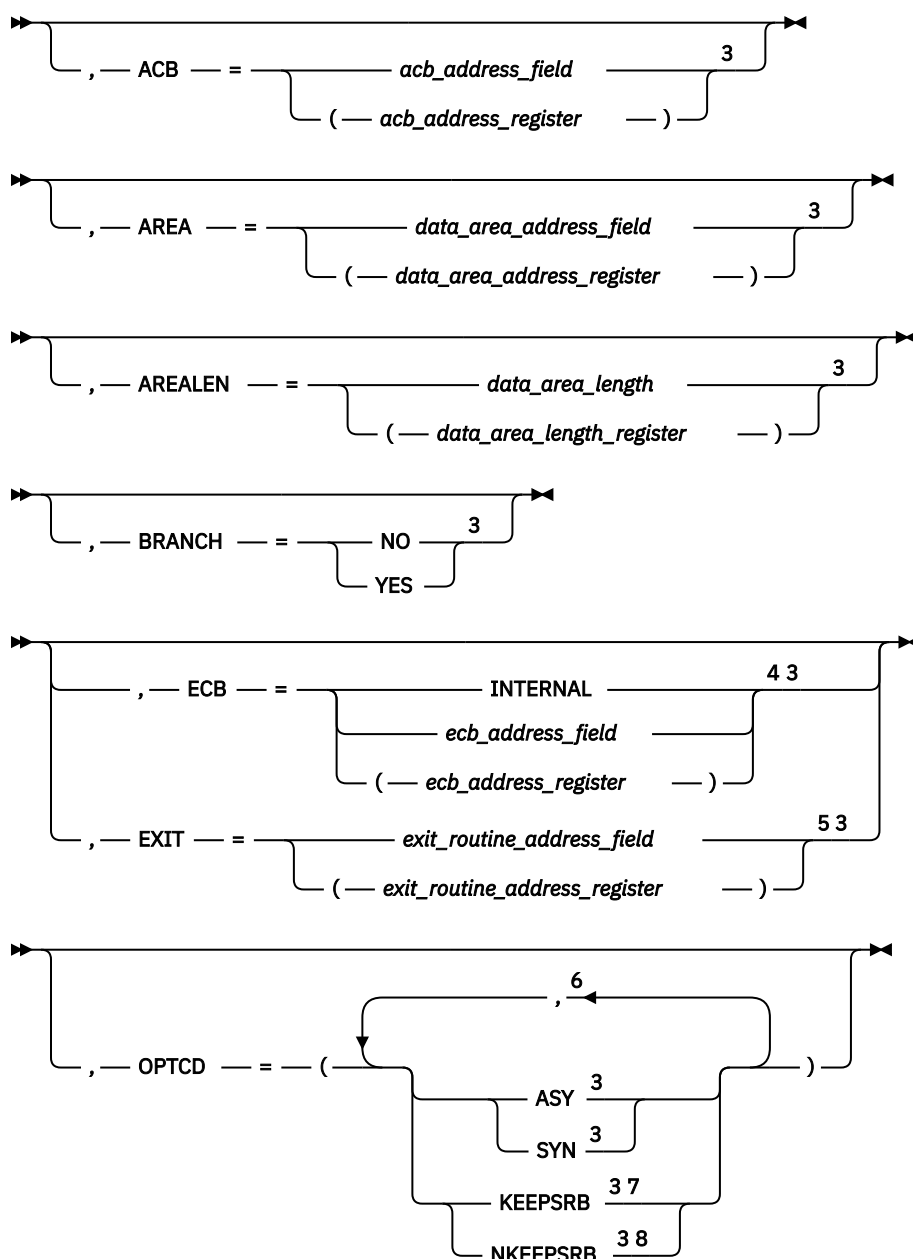 3
, ACB = acb_address_field
( acb_address_register )
3
, AREA = data_area_address_field
( data_area_address_register )
3
, AREALEN = data_area_length
( data_area_length_register )
3
, BRANCH = NO
YES
4 3
, ECB = INTERNAL
ecb_address_field
( ecb_address_register )
5 3
, EXIT = exit_routine_address_field
( exit_routine_address_register )
, 6
, OPTCD = ( )
ASY 3
SYN 3
KEEPSRB 3 7
NKEEPSRB 3 8